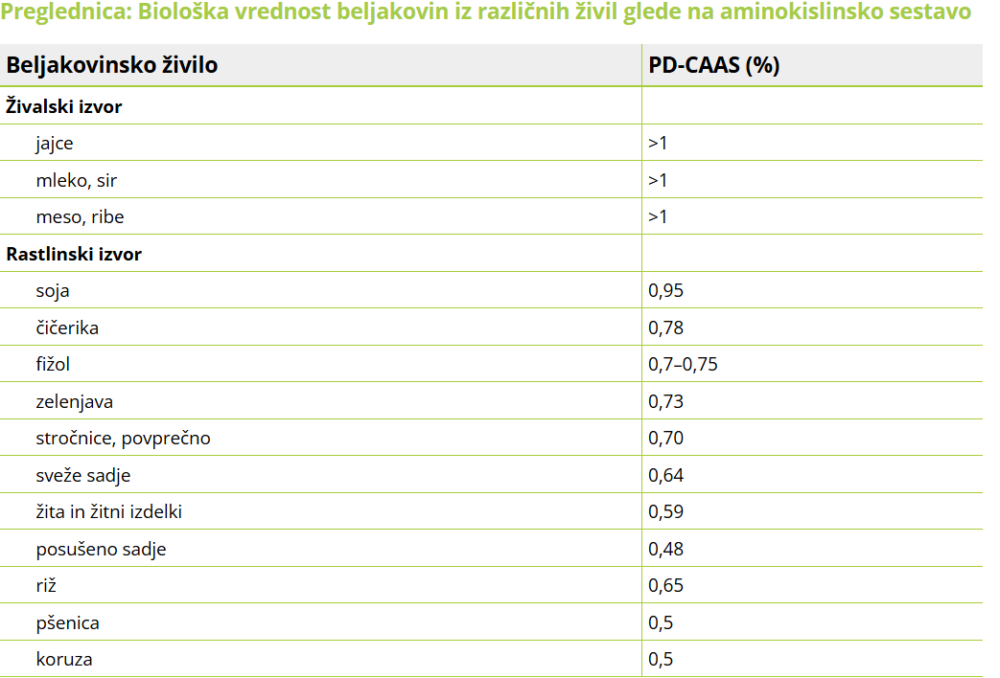 Preglednica: Biološka vrednost beljakovin iz različnih živil glede na aminokislinsko sestavo
Beljakovinsko živilo PD-CAAS (%)
Živalski izvor
jajce >1
mleko, sir >1
meso, ribe >1
Rastlinski izvor
soja 0,95
čičerika 0,78
fižol 0,7–0,75
zelenjava 0,73
stročnice, povprečno 0,70
sveže sadje 0,64
žita in žitni izdelki 0,59
posušeno sadje 0,48
riž 0,65
pšenica 0,5
koruza 0,5